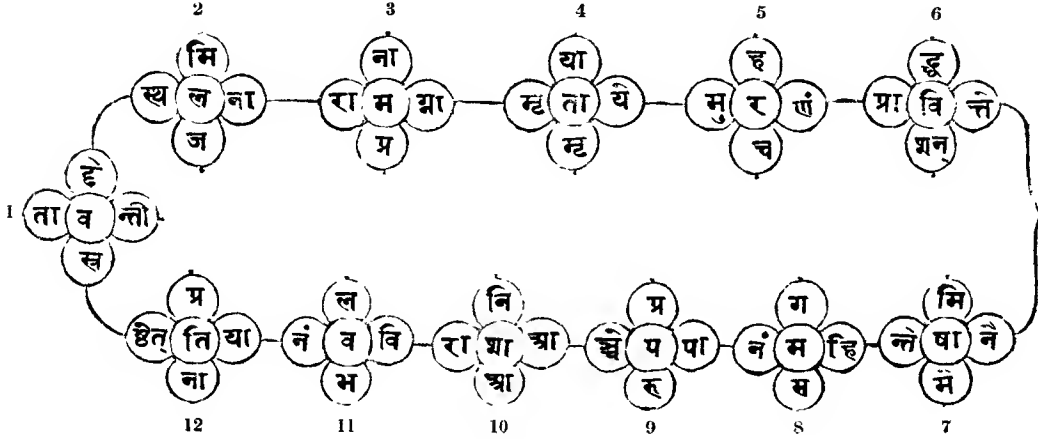 2 3 4 5 6
मि ना या ह
स्थ ल ना रा म मृ ता ये मु र णं प्रा वि त्ते
ज प्र मृ च शन्
हे
1 ता व न्ती
प्र ल नि प्र ग मि
ष्ठेत् ति या नं व वि रा शा आ प पा नं म हि न्ते षा ने
ना भ आ रू स मे
12 11 10 9 8 7